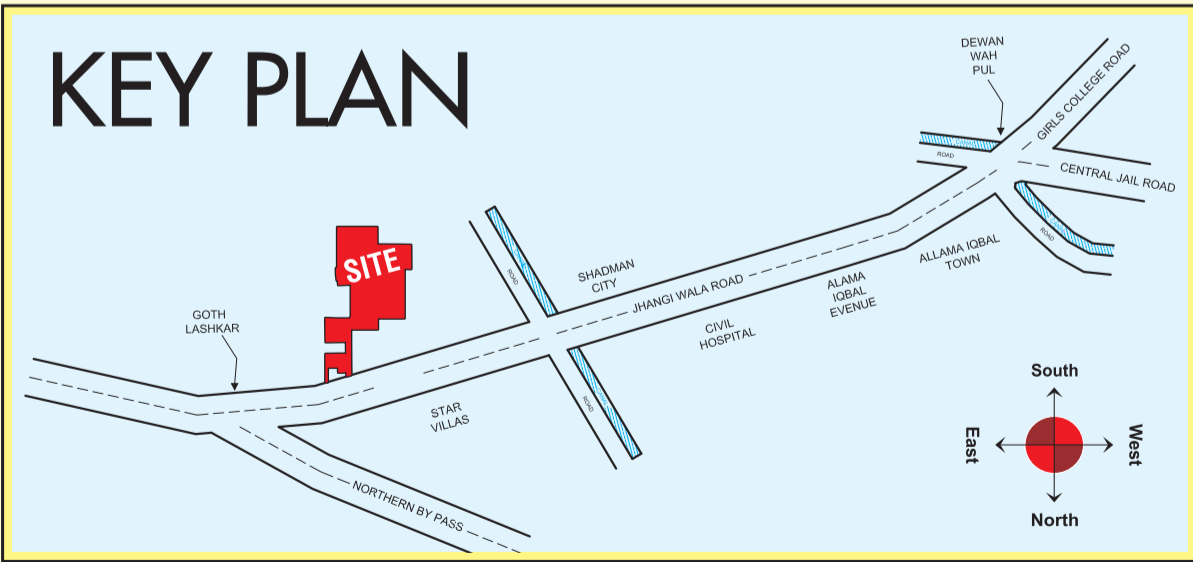 KEY PLAN
DEWAN
WAH
PUL
GIRLS COLLEGE ROAD
ROAD
CENTRAL JAIL ROAD
ROAD
SITE
ROAD
SHADMAN
CITY
JHANGI WALA ROAD
ALLAMA IQBAL
TOWN
ALAMA
IQBAL
EVENUE
CIVIL
HOSPITAL
GOTH
LASHKAR
STAR
VILLAS
ROAD
NORTHERN BY PASS
South
East
West
North